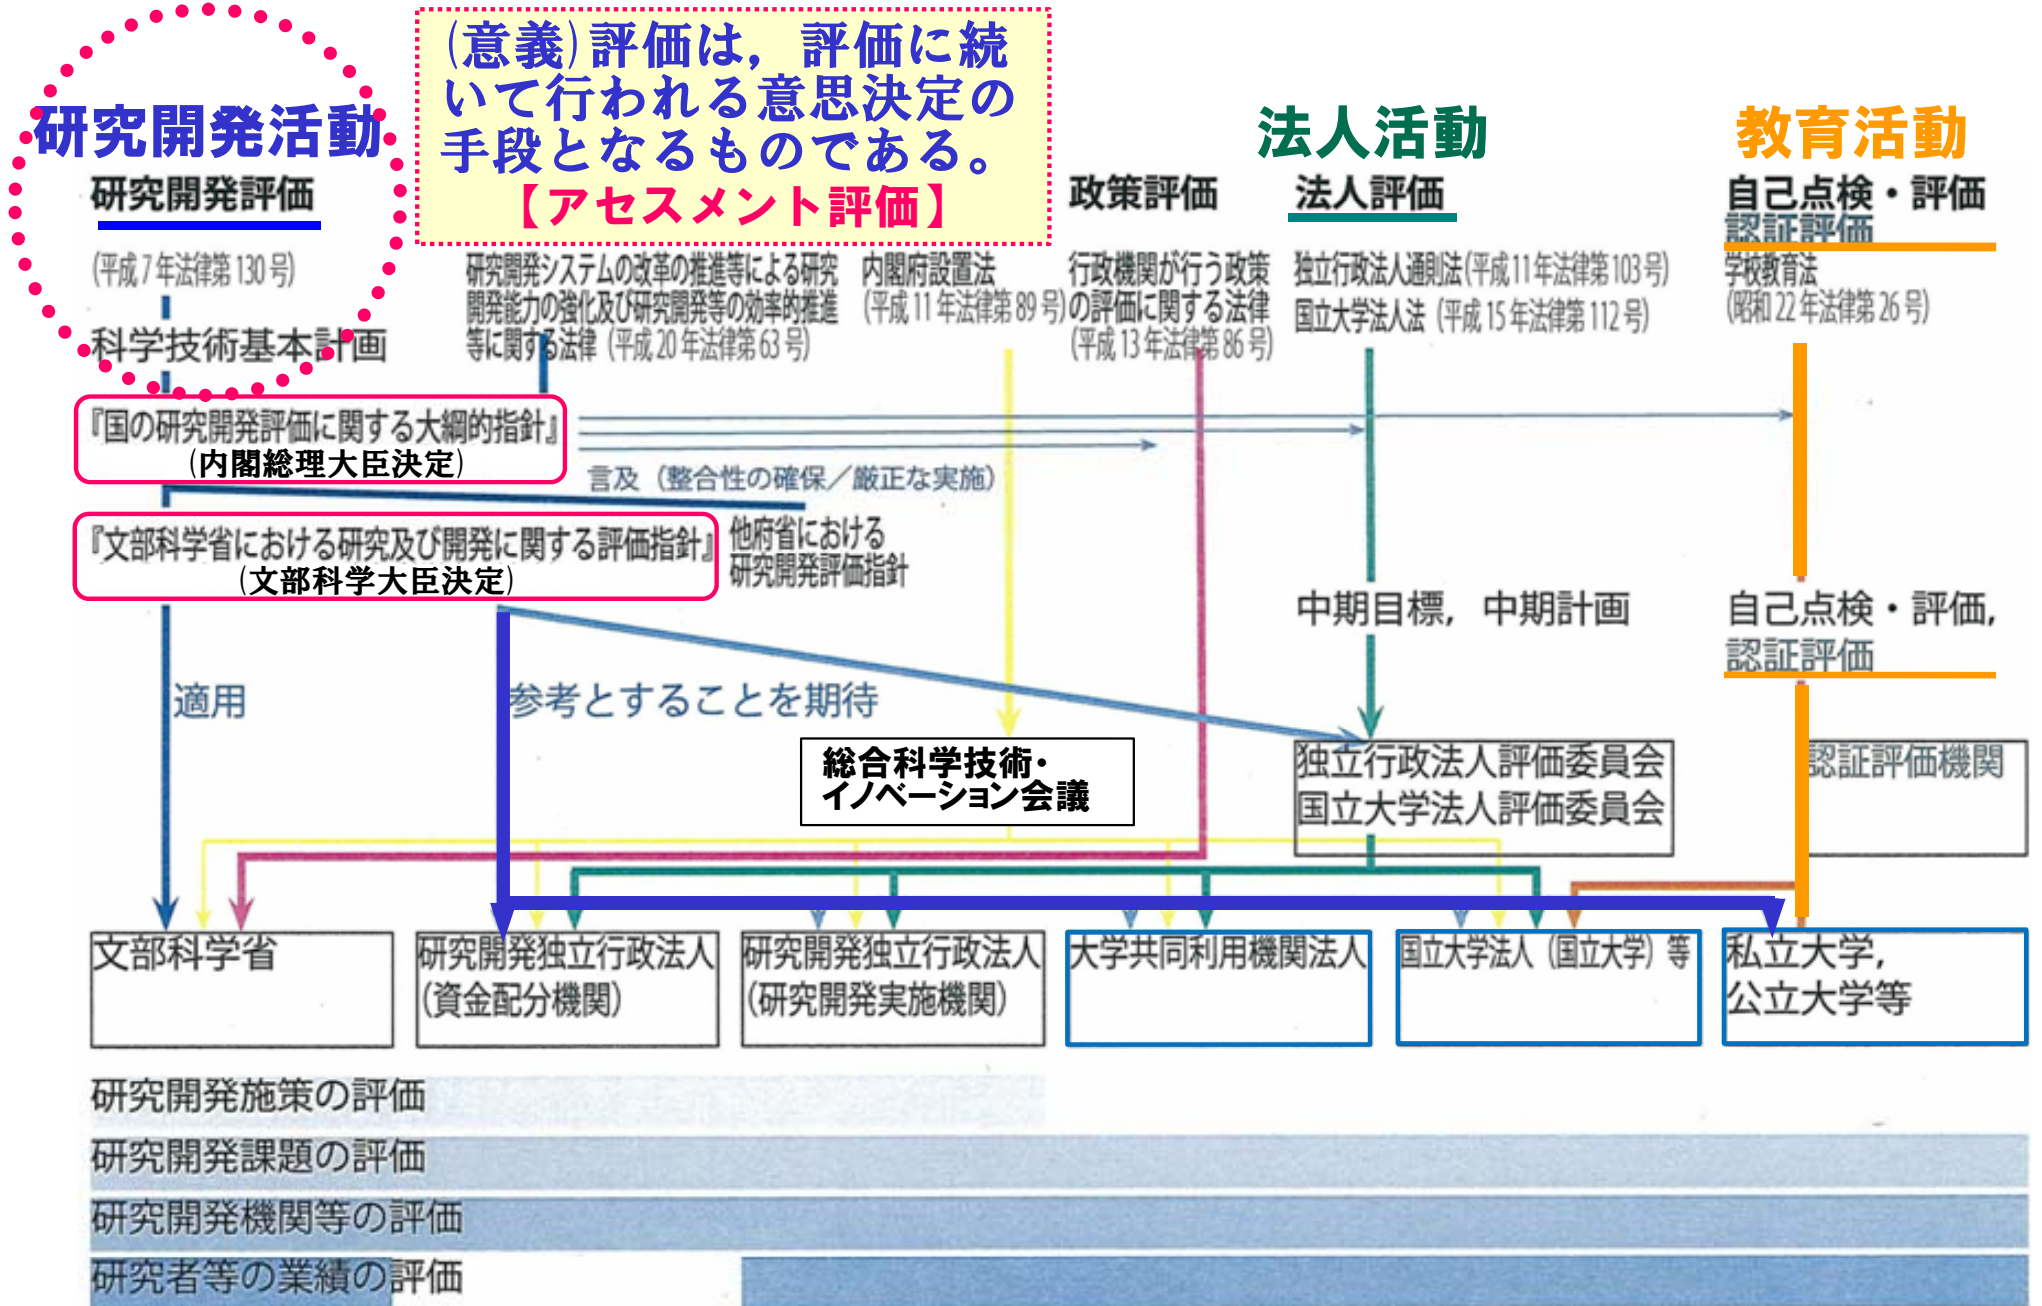 研究開発活動
(意義)評価は，評価に続
いて行われる意思決定の
手段となるものである。
【アセスメント評価】
法人活動
教育活動
研究開発評価
政策評価
法人評価
自己点検・評価
認証評価
(平成7年法律第130号)
研究開発システムの改革の推進等による研究
開発能力の強化及び研究開発等の効率的推進
等に関する法律（平成20年法律第63号）
内閣府設置法
（平成11年法律第89号）
行政機関が行う政策
の評価に関する法律
（平成13年法律第86号）
独立行政法人通則法(平成11年法律第103号)
国立大学法人法（平成15年法律第112号）
学校教育法
(昭和22年法律第26号)
科学技術基本計画
『国の研究開発評価に関する大綱的指針』
(内閣総理大臣決定)
言及（整合性の確保／厳正な実施）
『文部科学省における研究及び開発に関する評価指針』
(文部科学大臣決定)
他府省における
研究開発評価指針
中期目標，中期計画
自己点検・評価，
認証評価
適用
参考とすることを期待
総合科学技術・
イノベーション会議
独立行政法人評価委員会
国立大学法人評価委員会
認証評価機関
文部科学省
研究開発独立行政法人
（資金配分機関）
研究開発独立行政法人
（研究開発実施機関）
大学共同利用機関法人
国立大学法人（国立大学）等
私立大学，
公立大学等
研究開発施策の評価
研究開発課題の評価
研究開発機関等の評価
研究者等の業績の評価